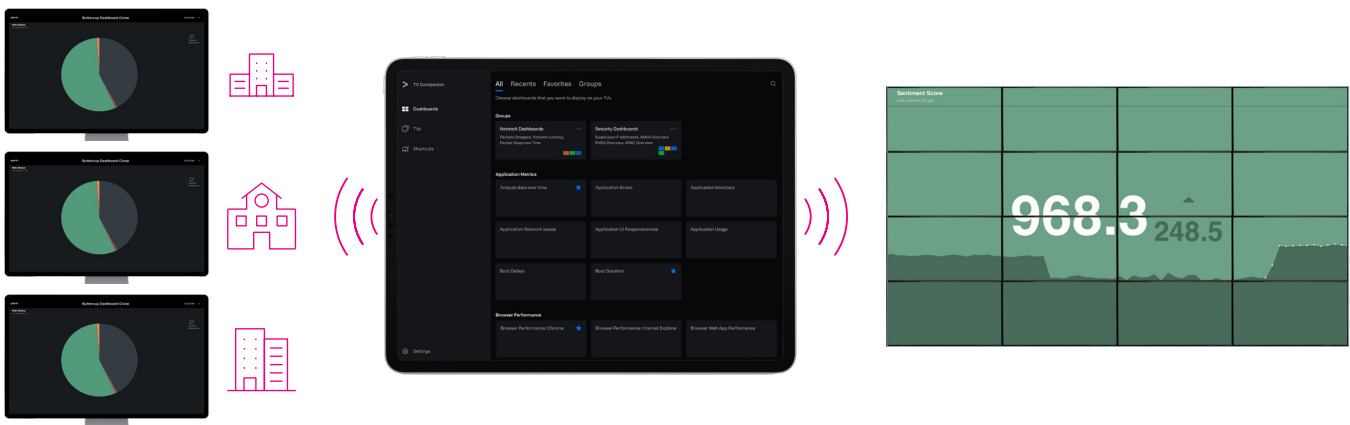 Buttercup Dashboard Clone
Buttercup Dashboard Clone
Buttercup Dashboard Clone
> TV Companion
Dashboards
TVs
Shortcuts
Settings
All Recents Favorites Groups
Choose dashboards that you want to display on your TVs.
Groups
Network Dashboards ...
Packets Dropped, Network Latency,
Packet Response Time
Security Dashboards ...
Suspicious IP addresses, AMER Overview
EMEA Overview, APAC Overview
Application Metrics
Analyze data over time
Application Errors
Application Inventory
Application Network Issues
Application UI Responsiveness
Application Usage
Boot Delays
Boot Duration
Browser Performance
Browser Performance: Chrome
Browser Performance: Internet Explorer
Browser Web App Performance
Sentiment Score
968.3
248.5